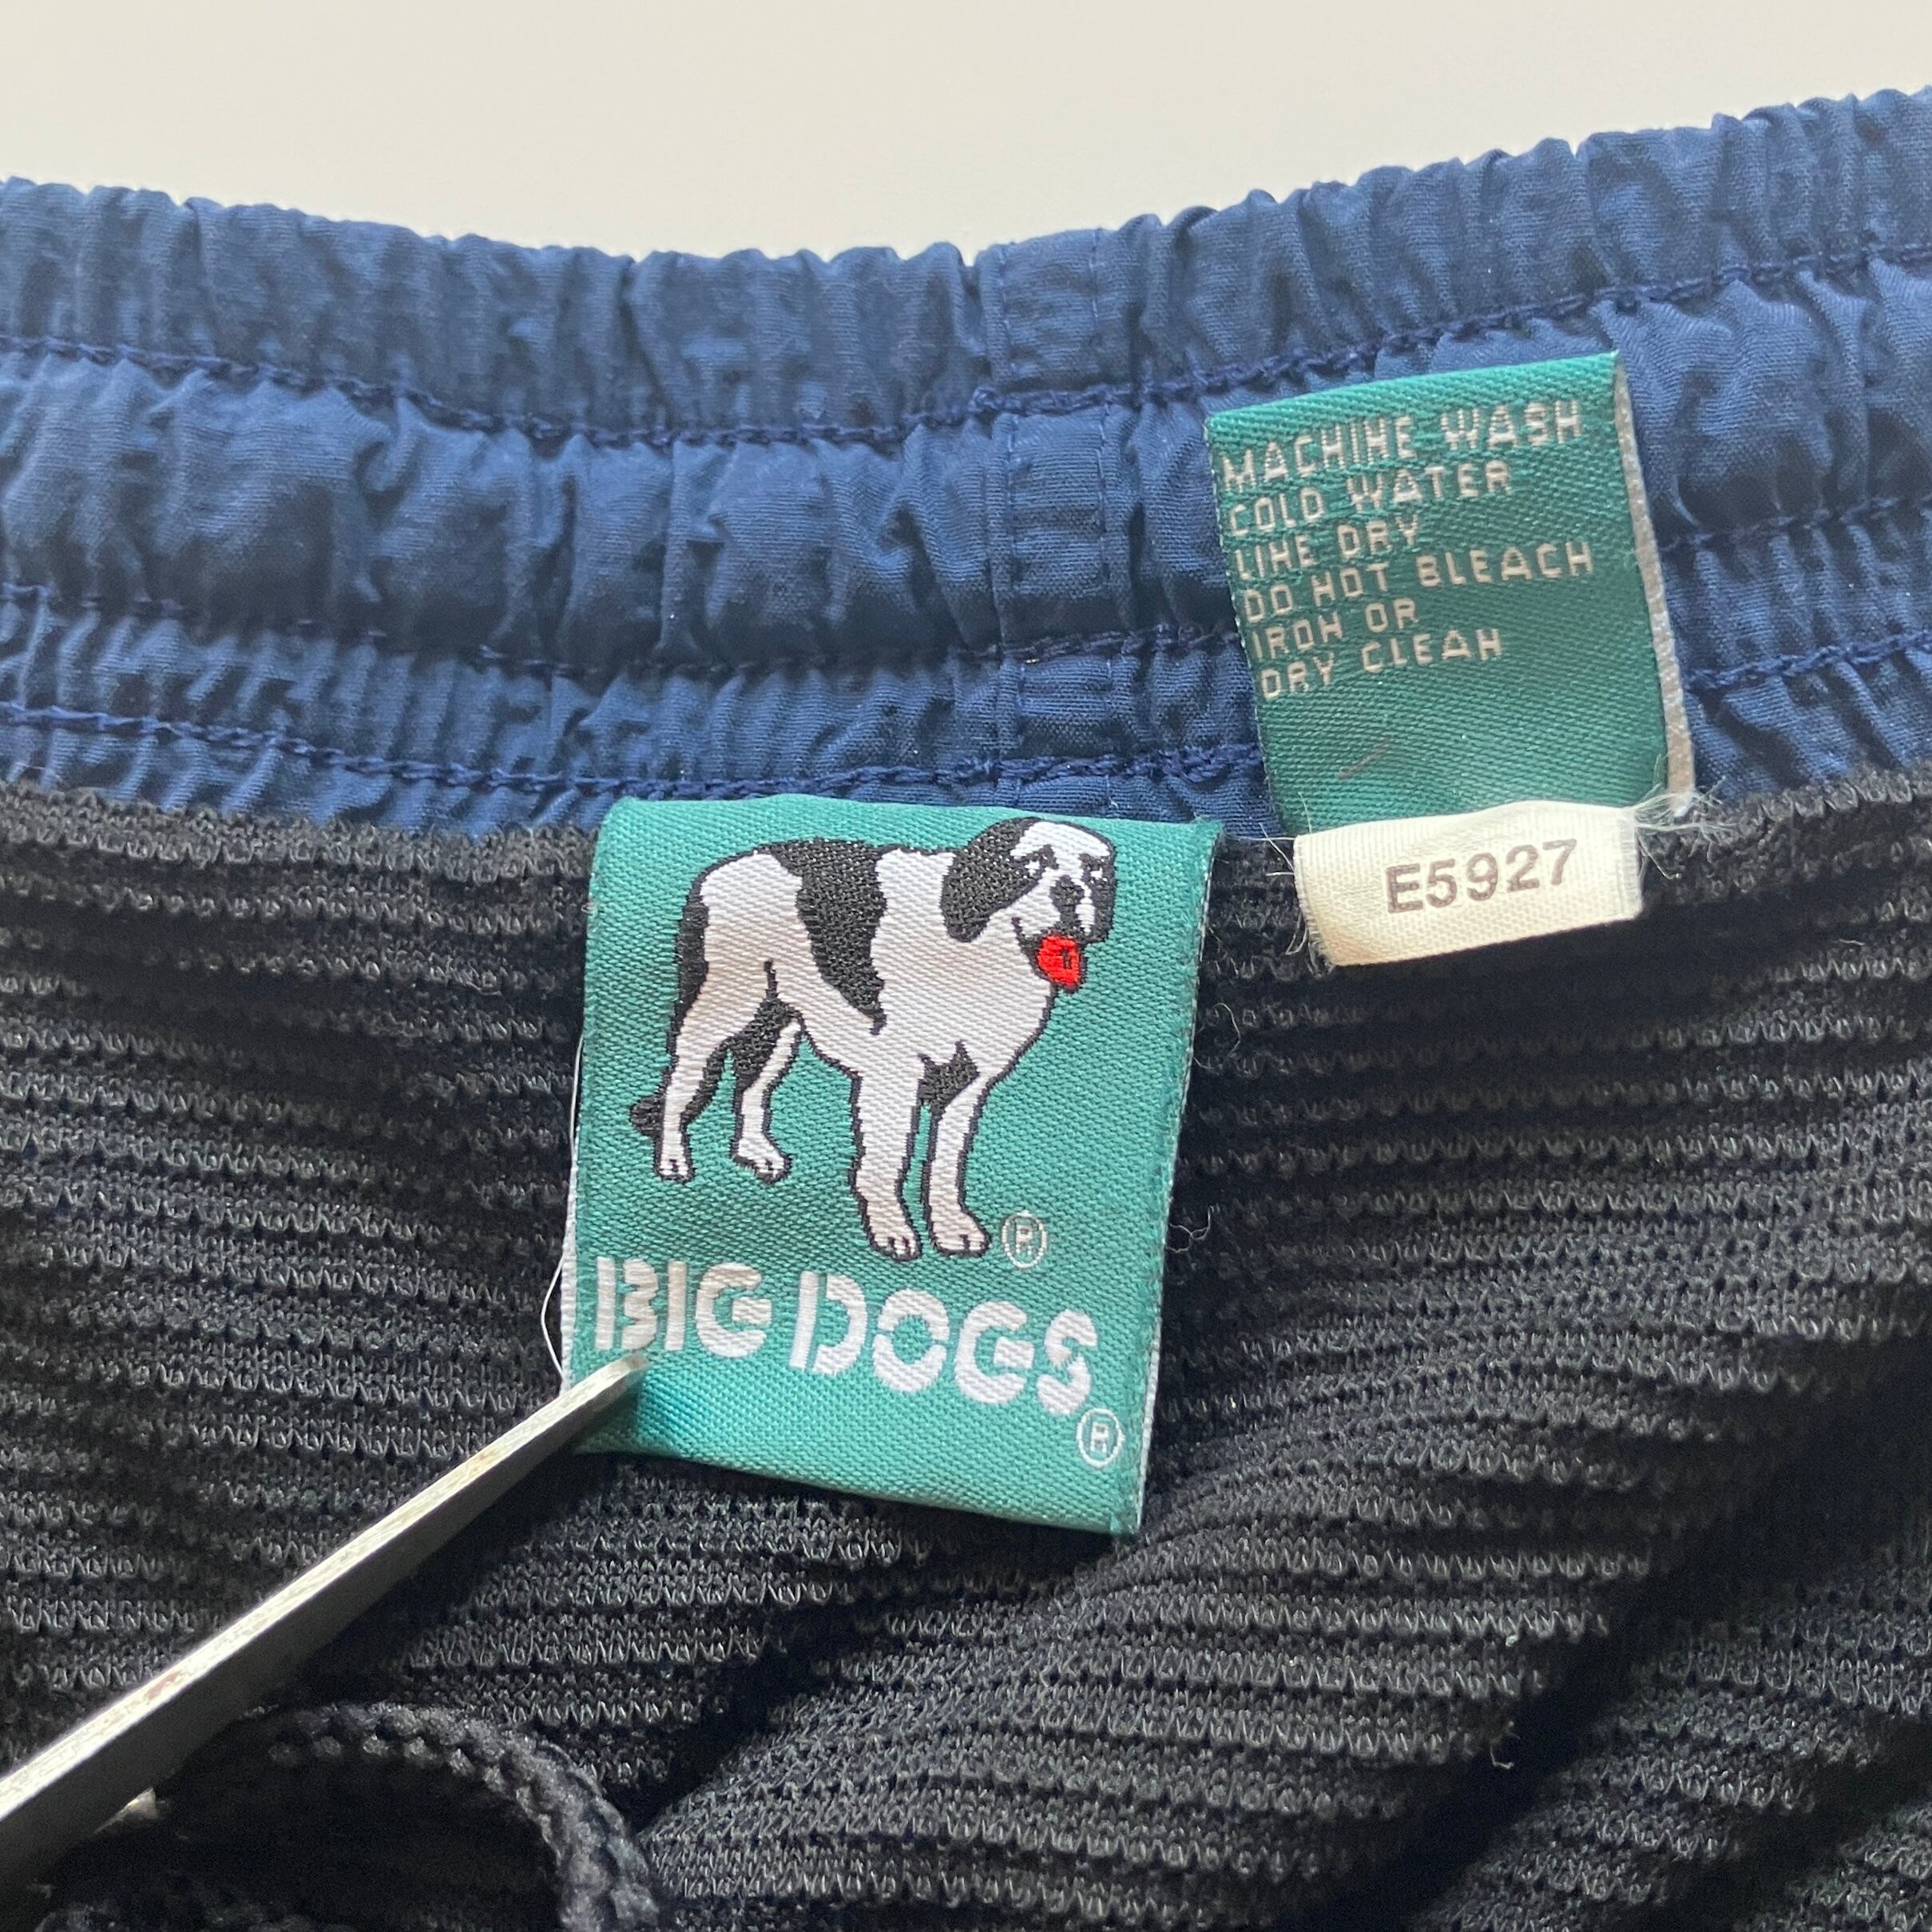 MACHINE WASH
COLD WATER
LINE DRY
DO NOT BLEACH
IRON OR
DRY CLEAN
E5927
®
BIG DOGS®